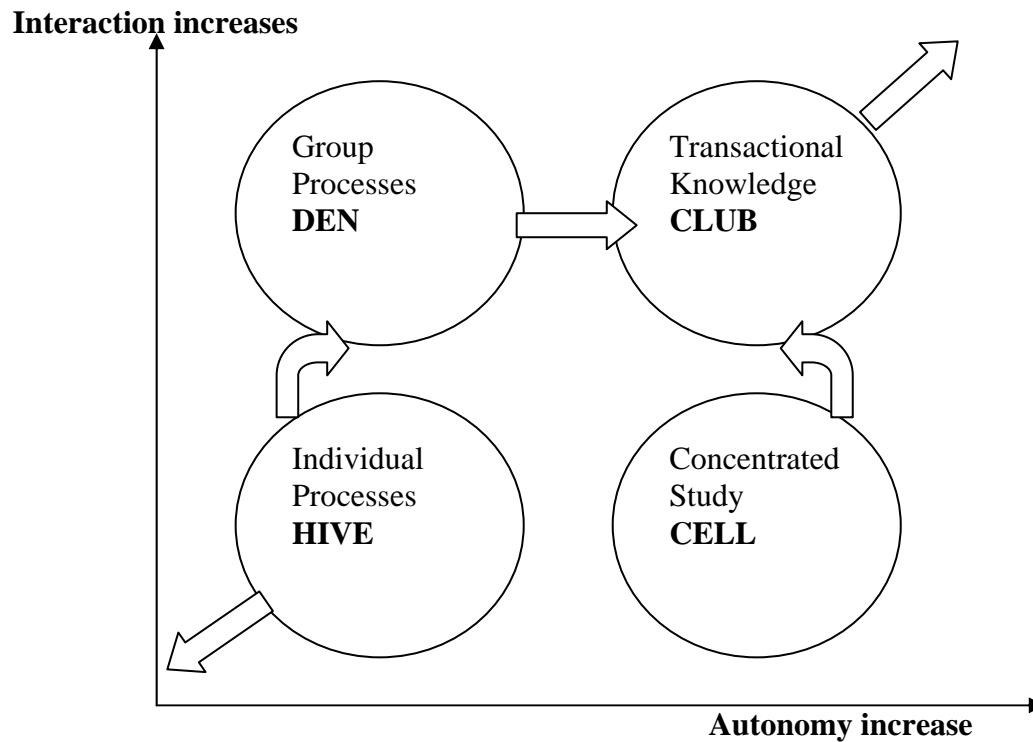 Interaction increases
Group
Processes
DEN
Transactional
Knowledge
CLUB
Individual
Processes
HIVE
Concentrated
Study
CELL
Autonomy increase